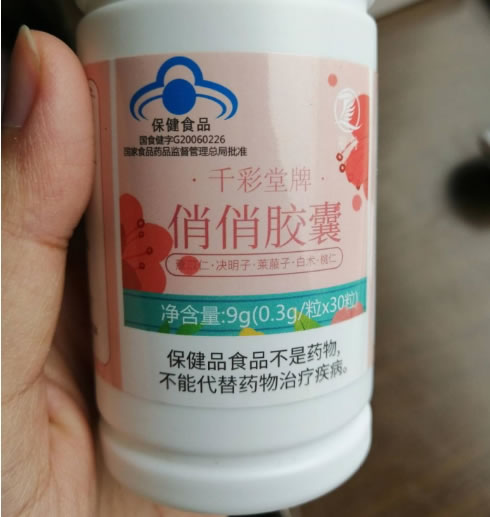 保健食品
国食健字G20060226
国家食品药品监督管理总局批准
·千彩堂牌·
俏俏胶囊
仁·决明子·莱菔子·白术·桃仁
净含量:9g(0.3g/粒x30粒)
保健品食品不是药物,
不能代替药物治疗疾病。